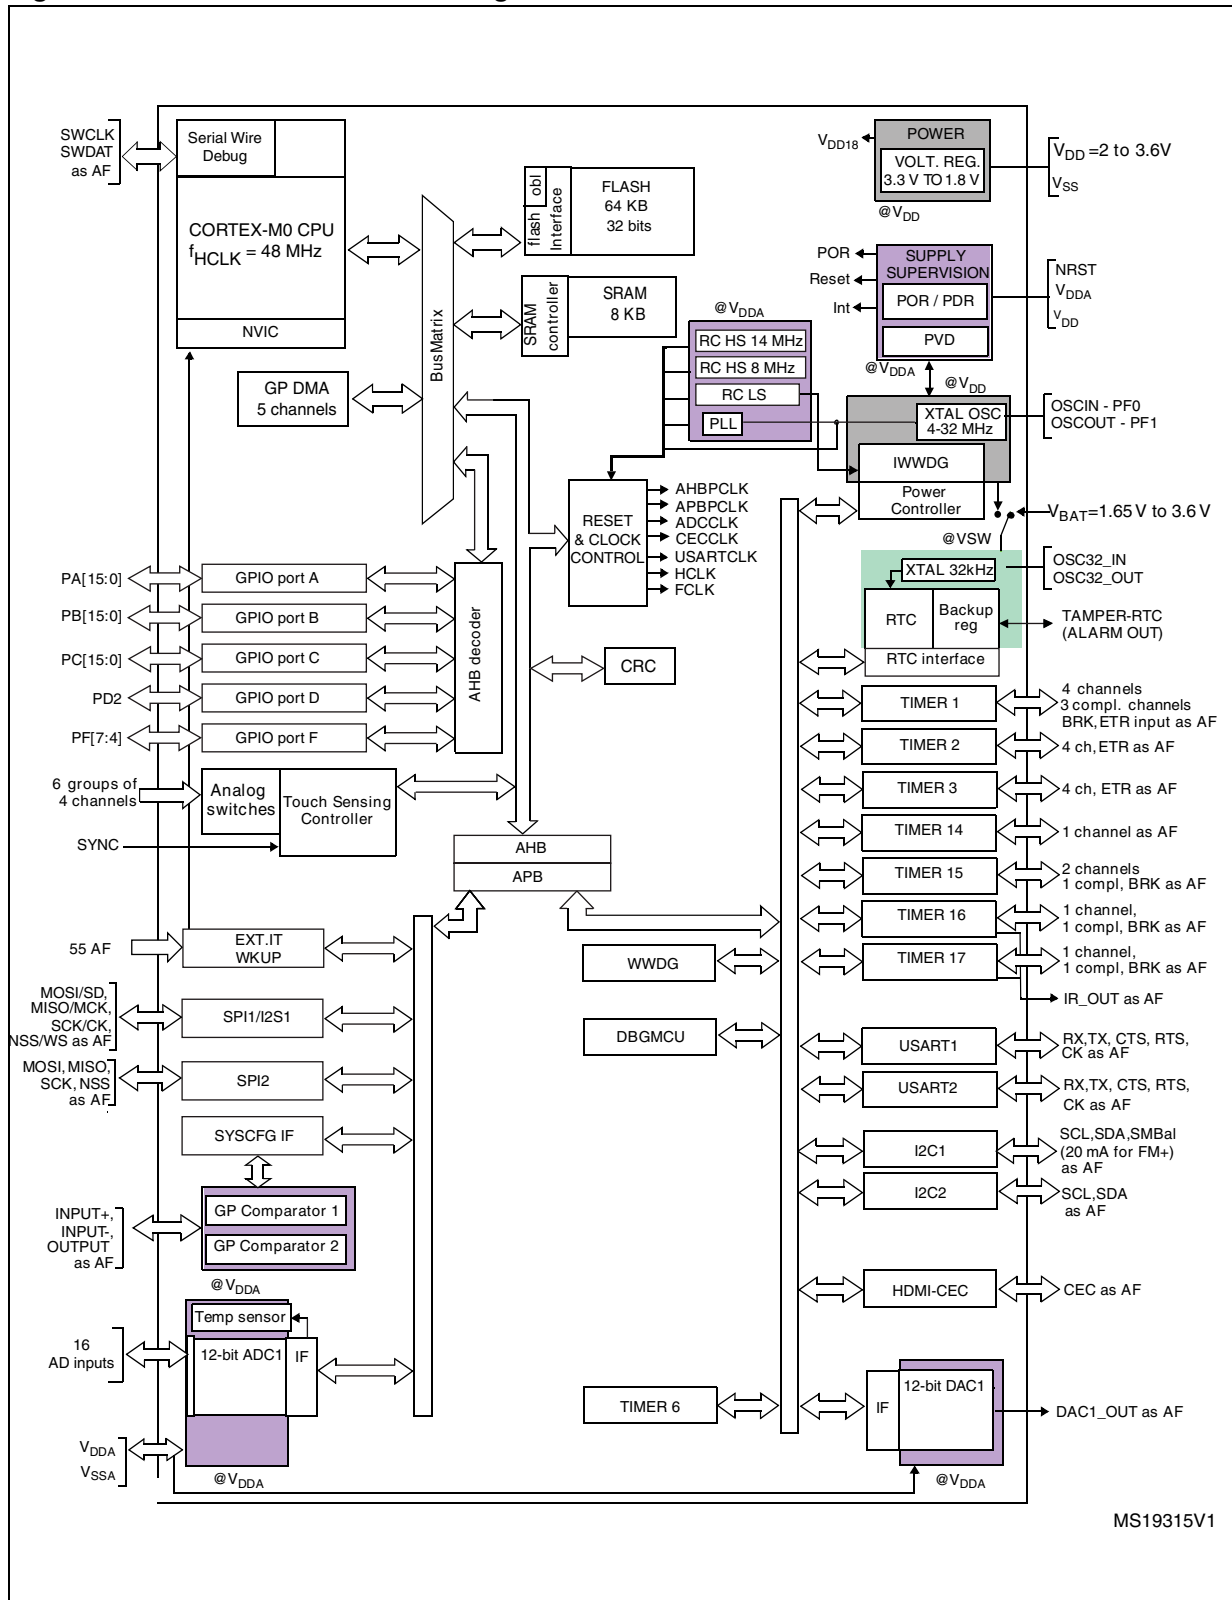 SWCLK
SWDAT
as AF
Serial Wire
Debug
CORTEX-M0 CPU
fHCLK = 48 MHz
NVIC
GP DMA
5 channels
BusMatrix
obl
flash
Interface
FLASH
64 KB
32 bits
SRAM
controller
SRAM
8 KB
VDD18
POWER
VOLT. REG.
3.3 V TO 1.8 V
@VDD
VDD =2 to 3.6V
VSS
POR
Reset
Int
SUPPLY
SUPERVISION
POR / PDR
PVD
@VDDA
NRST
VDDA
VDD
@VDDA
RC HS 14 MHz
RC HS 8 MHz
RC LS
PLL
@VDD
XTAL OSC
4-32 MHz
IWWDG
Power
Controller
OSCIN - PF0
OSCOUT - PF1
VBAT=1.65 V to 3.6 V
@VSW
RESET
& CLOCK
CONTROL
AHBPCLK
APBPCLK
ADCCLK
CECCLK
USARTCLK
HCLK
FCLK
XTAL 32kHz
OSC32_IN
OSC32_OUT
RTC
Backup
reg
RTC interface
TAMPER-RTC
(ALARM OUT)
PA[15:0]
GPIO port A
PB[15:0]
GPIO port B
PC[15:0]
GPIO port C
PD2
GPIO port D
PF[7:4]
GPIO port F
AHB decoder
CRC
6 groups of
4 channels
Analog
switches
Touch Sensing
Controller
SYNC
AHB
APB
TIMER 1
4 channels
3 compl. channels
BRK, ETR input as AF
TIMER 2
4 ch, ETR as AF
TIMER 3
4 ch, ETR as AF
TIMER 14
1 channel as AF
TIMER 15
2 channels
1 compl, BRK as AF
TIMER 16
1 channel,
1 compl, BRK as AF
TIMER 17
1 channel,
1 compl, BRK as AF
IR_OUT as AF
55 AF
EXT.IT
WKUP
WWDG
MOSI/SD,
MISO/MCK,
SCK/CK,
NSS/WS as AF
SPI1/I2S1
DBGMCU
USART1
RX,TX, CTS, RTS,
CK as AF
MOSI, MISO,
SCK, NSS
as AF
SPI2
USART2
RX,TX, CTS, RTS,
CK as AF
SYSCFG IF
I2C1
SCL,SDA,SMBal
(20 mA for FM+)
as AF
I2C2
SCL,SDA
as AF
INPUT+,
INPUT-,
OUTPUT
as AF
GP Comparator 1
GP Comparator 2
@VDDA
HDMI-CEC
CEC as AF
Temp sensor
16
AD inputs
12-bit ADC1
IF
TIMER 6
IF
12-bit DAC1
DAC1_OUT as AF
VDDA
VSSA
@VDDA
@VDDA
MS19315V1